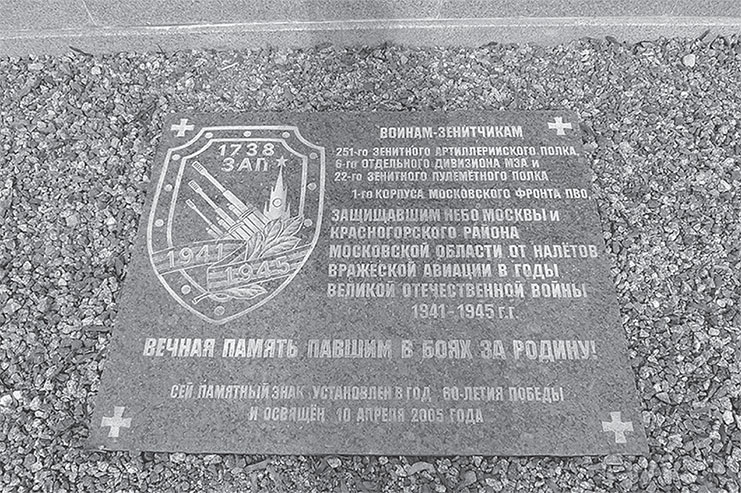 1738
ЗАП
1941
1945
ВОИНАМ-ЗЕНИТЧИКАМ
251-го ЗЕНИТНОГО АРТИЛЛЕРИЙСКОГО ПОЛКА,
6-го ОТДЕЛЬНОГО ДИВИЗИОНА МЗА и
22-го ЗЕНИТНОГО ПУЛЕМЁТНОГО ПОЛКА
1-го КОРПУСА МОСКОВСКОГО ФРОНТА ПВО,
ЗАЩИЩАВШИМ НЕБО МОСКВЫ И
КРАСНОГОРСКОГО РАЙОНА
МОСКОВСКОЙ ОБЛАСТИ ОТ НАЛЁТОВ
ВРАЖЕСКОЙ АВИАЦИИ В ГОДЫ
ВЕЛИКОЙ ОТЕЧЕСТВЕННОЙ ВОЙНЫ
1941-1945 г.г.
ВЕЧНАЯ ПАМЯТЬ ПАВШИМ В БОЯХ ЗА РОДИНУ!
СЕЙ ПАМЯТНЫЙ ЗНАК УСТАНОВЛЕН В ГОД 60-ЛЕТИЯ ПОБЕДЫ
И ОСВЯЩЁН 10 АПРЕЛЯ 2005 ГОДА